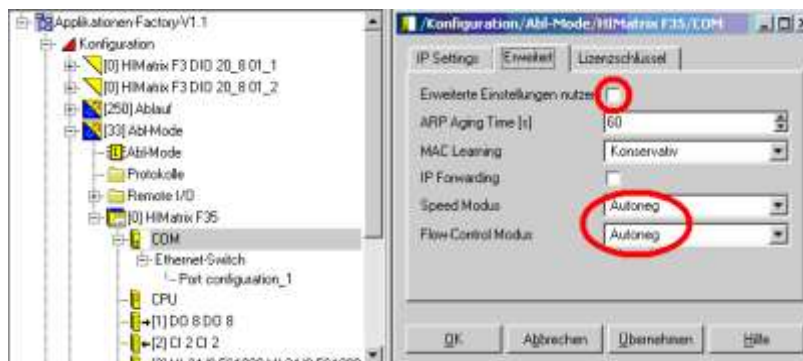 Applikationen-Factory-V1.1
Konfiguration
[0] HIMatrix F3 DIO 20_8 01_1
[0] HIMatrix F3 DIO 20_8 01_2
[250] Ablauf
[33] Abl-Mode
Abl-Mode
Protokolle
Remote I/O
[0] HIMatrix F35
COM
Ethernet-Switch
Port configuration_1
CPU
[1] DO 8 DO 8
[2] CI 2 CI 2
/Konfiguration/Abl-Mode/HIMatrix F35/COM
IP Settings Erweitert Lizenzschlüssel
Erweiterte Einstellungen nutzen
ARP Aging Time [s] 60
MAC Learning Konservativ
IP Forwarding
Speed Modus Autoneg
Flow-Control Modus Autoneg
OK Abbrechen Übernehmen Hilfe